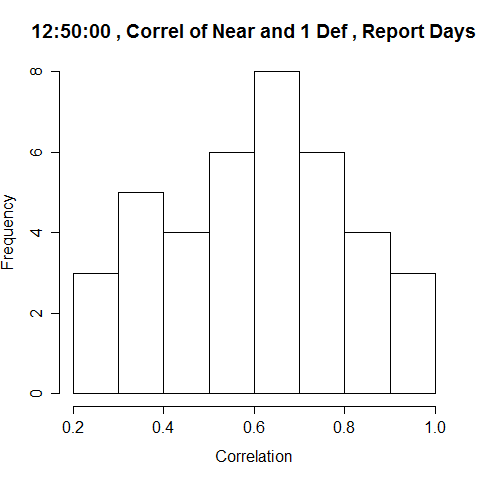 12:50:00 , Correl of Near and 1 Def , Report Days
8
6
4
2
0
Frequency
0.2 0.4 0.6 0.8 1.0
Correlation